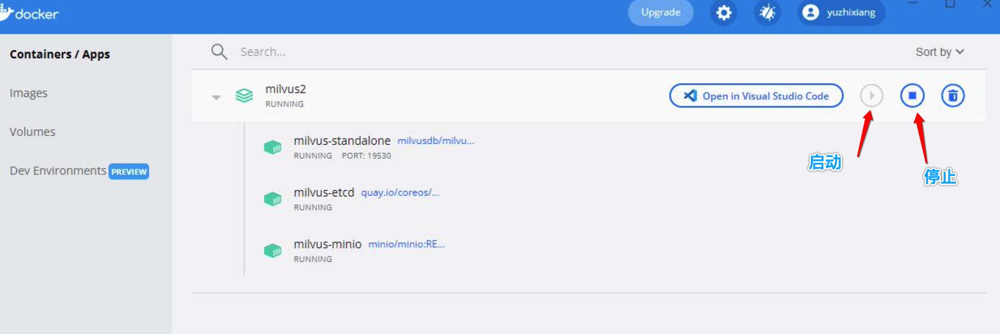 docker
Upgrade
yuzhixiang
Containers / Apps
Search...
Sort by
Images
Volumes
Dev Environments PREVIEW
milvus2
RUNNING
Open in Visual Studio Code
milvus-standalone milvusdb/milvu...
RUNNING PORT: 19530
milvus-etcd quay.io/coreos/...
RUNNING
milvus-minio minio/minio:RE...
RUNNING
启动
停止